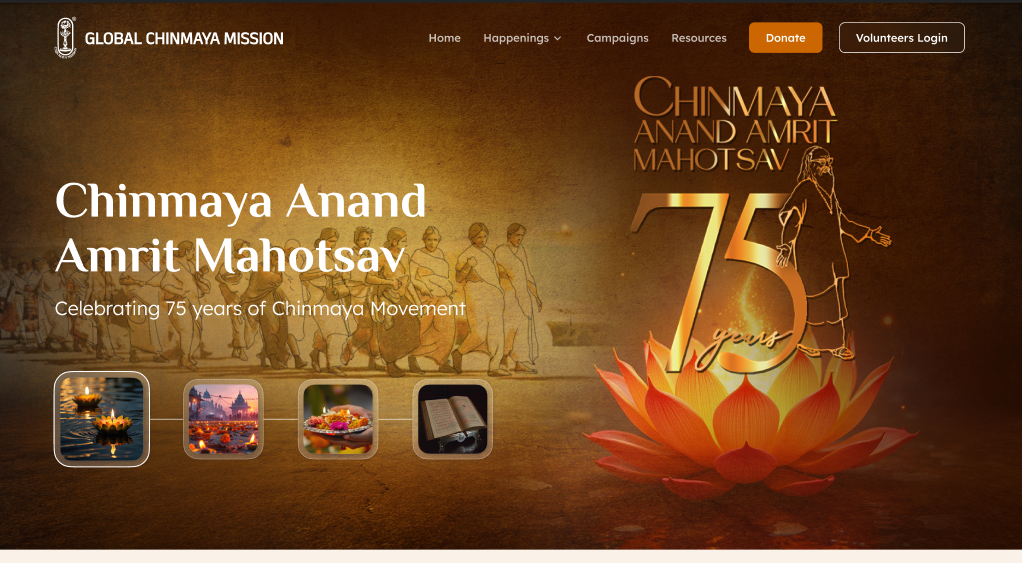 GLOBAL CHINMAYA MISSION
Home
Happenings
Campaigns
Resources
Donate
Volunteers Login
CHINMAYA
ANAND AMRIT
MAHOTSAV
75
years
Chinmaya Anand
Amrit Mahotsav
Celebrating 75 years of Chinmaya Movement